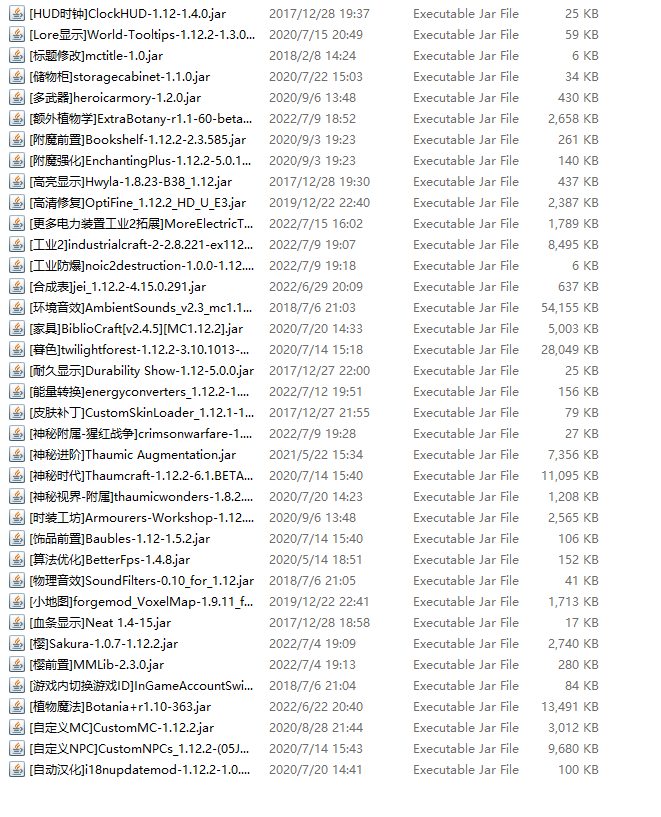 [HUD时钟]ClockHUD-1.12-1.4.0.jar 2017/12/28 19:37 Executable Jar File 25 KB
[Lore显示]World-Tooltips-1.12.2-1.3.0... 2020/7/15 20:49 Executable Jar File 59 KB
[标题修改]mctitle-1.0.jar 2018/2/8 14:24 Executable Jar File 6 KB
[储物柜]storagecabinet-1.1.0.jar 2020/7/22 15:03 Executable Jar File 34 KB
[多武器]heroicarmory-1.2.0.jar 2020/9/6 13:48 Executable Jar File 430 KB
[额外植物学]ExtraBotany-r1.1-60-beta... 2022/7/9 18:52 Executable Jar File 2,658 KB
[附魔前置]Bookshelf-1.12.2-2.3.585.jar 2020/9/3 19:23 Executable Jar File 261 KB
[附魔强化]EnchantingPlus-1.12.2-5.0.1... 2020/9/3 19:23 Executable Jar File 140 KB
[高亮显示]Hwyla-1.8.23-B38_1.12.jar 2017/12/28 19:30 Executable Jar File 437 KB
[高清修复]OptiFine_1.12.2_HD_U_E3.jar 2019/12/22 22:40 Executable Jar File 2,387 KB
[更多电力装置工业2拓展]MoreElectricT... 2022/7/15 16:02 Executable Jar File 1,789 KB
[工业2]industrialcraft-2-2.8.221-ex112... 2022/7/9 19:07 Executable Jar File 8,495 KB
[工业防爆]noic2destruction-1.0.0-1.12.... 2022/7/9 19:18 Executable Jar File 6 KB
[合成表]jei_1.12.2-4.15.0.291.jar 2022/6/29 20:09 Executable Jar File 637 KB
[环境音效]AmbientSounds_v2.3_mc1.1... 2018/7/6 21:03 Executable Jar File 54,155 KB
[家具]BiblioCraft[v2.4.5][MC1.12.2].jar 2020/7/20 14:33 Executable Jar File 5,003 KB
[暮色]twilightforest-1.12.2-3.10.1013-... 2020/7/14 15:18 Executable Jar File 28,049 KB
[耐久显示]Durability Show-1.12-5.0.0.jar 2017/12/27 22:00 Executable Jar File 25 KB
[能量转换]energyconverters_1.12.2-1.... 2022/7/12 19:51 Executable Jar File 156 KB
[皮肤补丁]CustomSkinLoader_1.12.1-1... 2017/12/27 21:55 Executable Jar File 79 KB
[神秘附属-猩红战争]crimsonwarfare-1.... 2022/7/9 19:28 Executable Jar File 27 KB
[神秘进阶]Thaumic Augmentation.jar 2021/5/22 15:34 Executable Jar File 7,356 KB
[神秘时代]Thaumcraft-1.12.2-6.1.BETA... 2020/7/14 15:40 Executable Jar File 11,095 KB
[神秘视界-附属]thaumicwonders-1.8.2.... 2020/7/20 14:23 Executable Jar File 1,208 KB
[时装工坊]Armourers-Workshop-1.12.... 2020/9/6 13:48 Executable Jar File 2,565 KB
[饰品前置]Baubles-1.12-1.5.2.jar 2020/7/14 15:40 Executable Jar File 106 KB
[算法优化]BetterFps-1.4.8.jar 2020/5/14 18:51 Executable Jar File 152 KB
[物理音效]SoundFilters-0.10_for_1.12.jar 2018/7/6 21:05 Executable Jar File 41 KB
[小地图]forgemod_VoxelMap-1.9.11_f... 2019/12/22 22:41 Executable Jar File 1,713 KB
[血条显示]Neat 1.4-15.jar 2017/12/28 18:58 Executable Jar File 17 KB
[樱]Sakura-1.0.7-1.12.2.jar 2022/7/4 19:09 Executable Jar File 2,740 KB
[樱前置]MMLib-2.3.0.jar 2022/7/4 19:13 Executable Jar File 280 KB
[游戏内切换游戏ID]InGameAccountSwi... 2018/7/6 21:04 Executable Jar File 84 KB
[植物魔法]Botania+r1.10-363.jar 2022/6/22 20:40 Executable Jar File 13,491 KB
[自定义MC]CustomMC-1.12.2.jar 2020/8/28 21:44 Executable Jar File 3,012 KB
[自定义NPC]CustomNPCs_1.12.2-(05J... 2020/7/14 15:43 Executable Jar File 9,680 KB
[自动汉化]i18nupdatemod-1.12.2-1.0.... 2020/7/20 14:41 Executable Jar File 100 KB